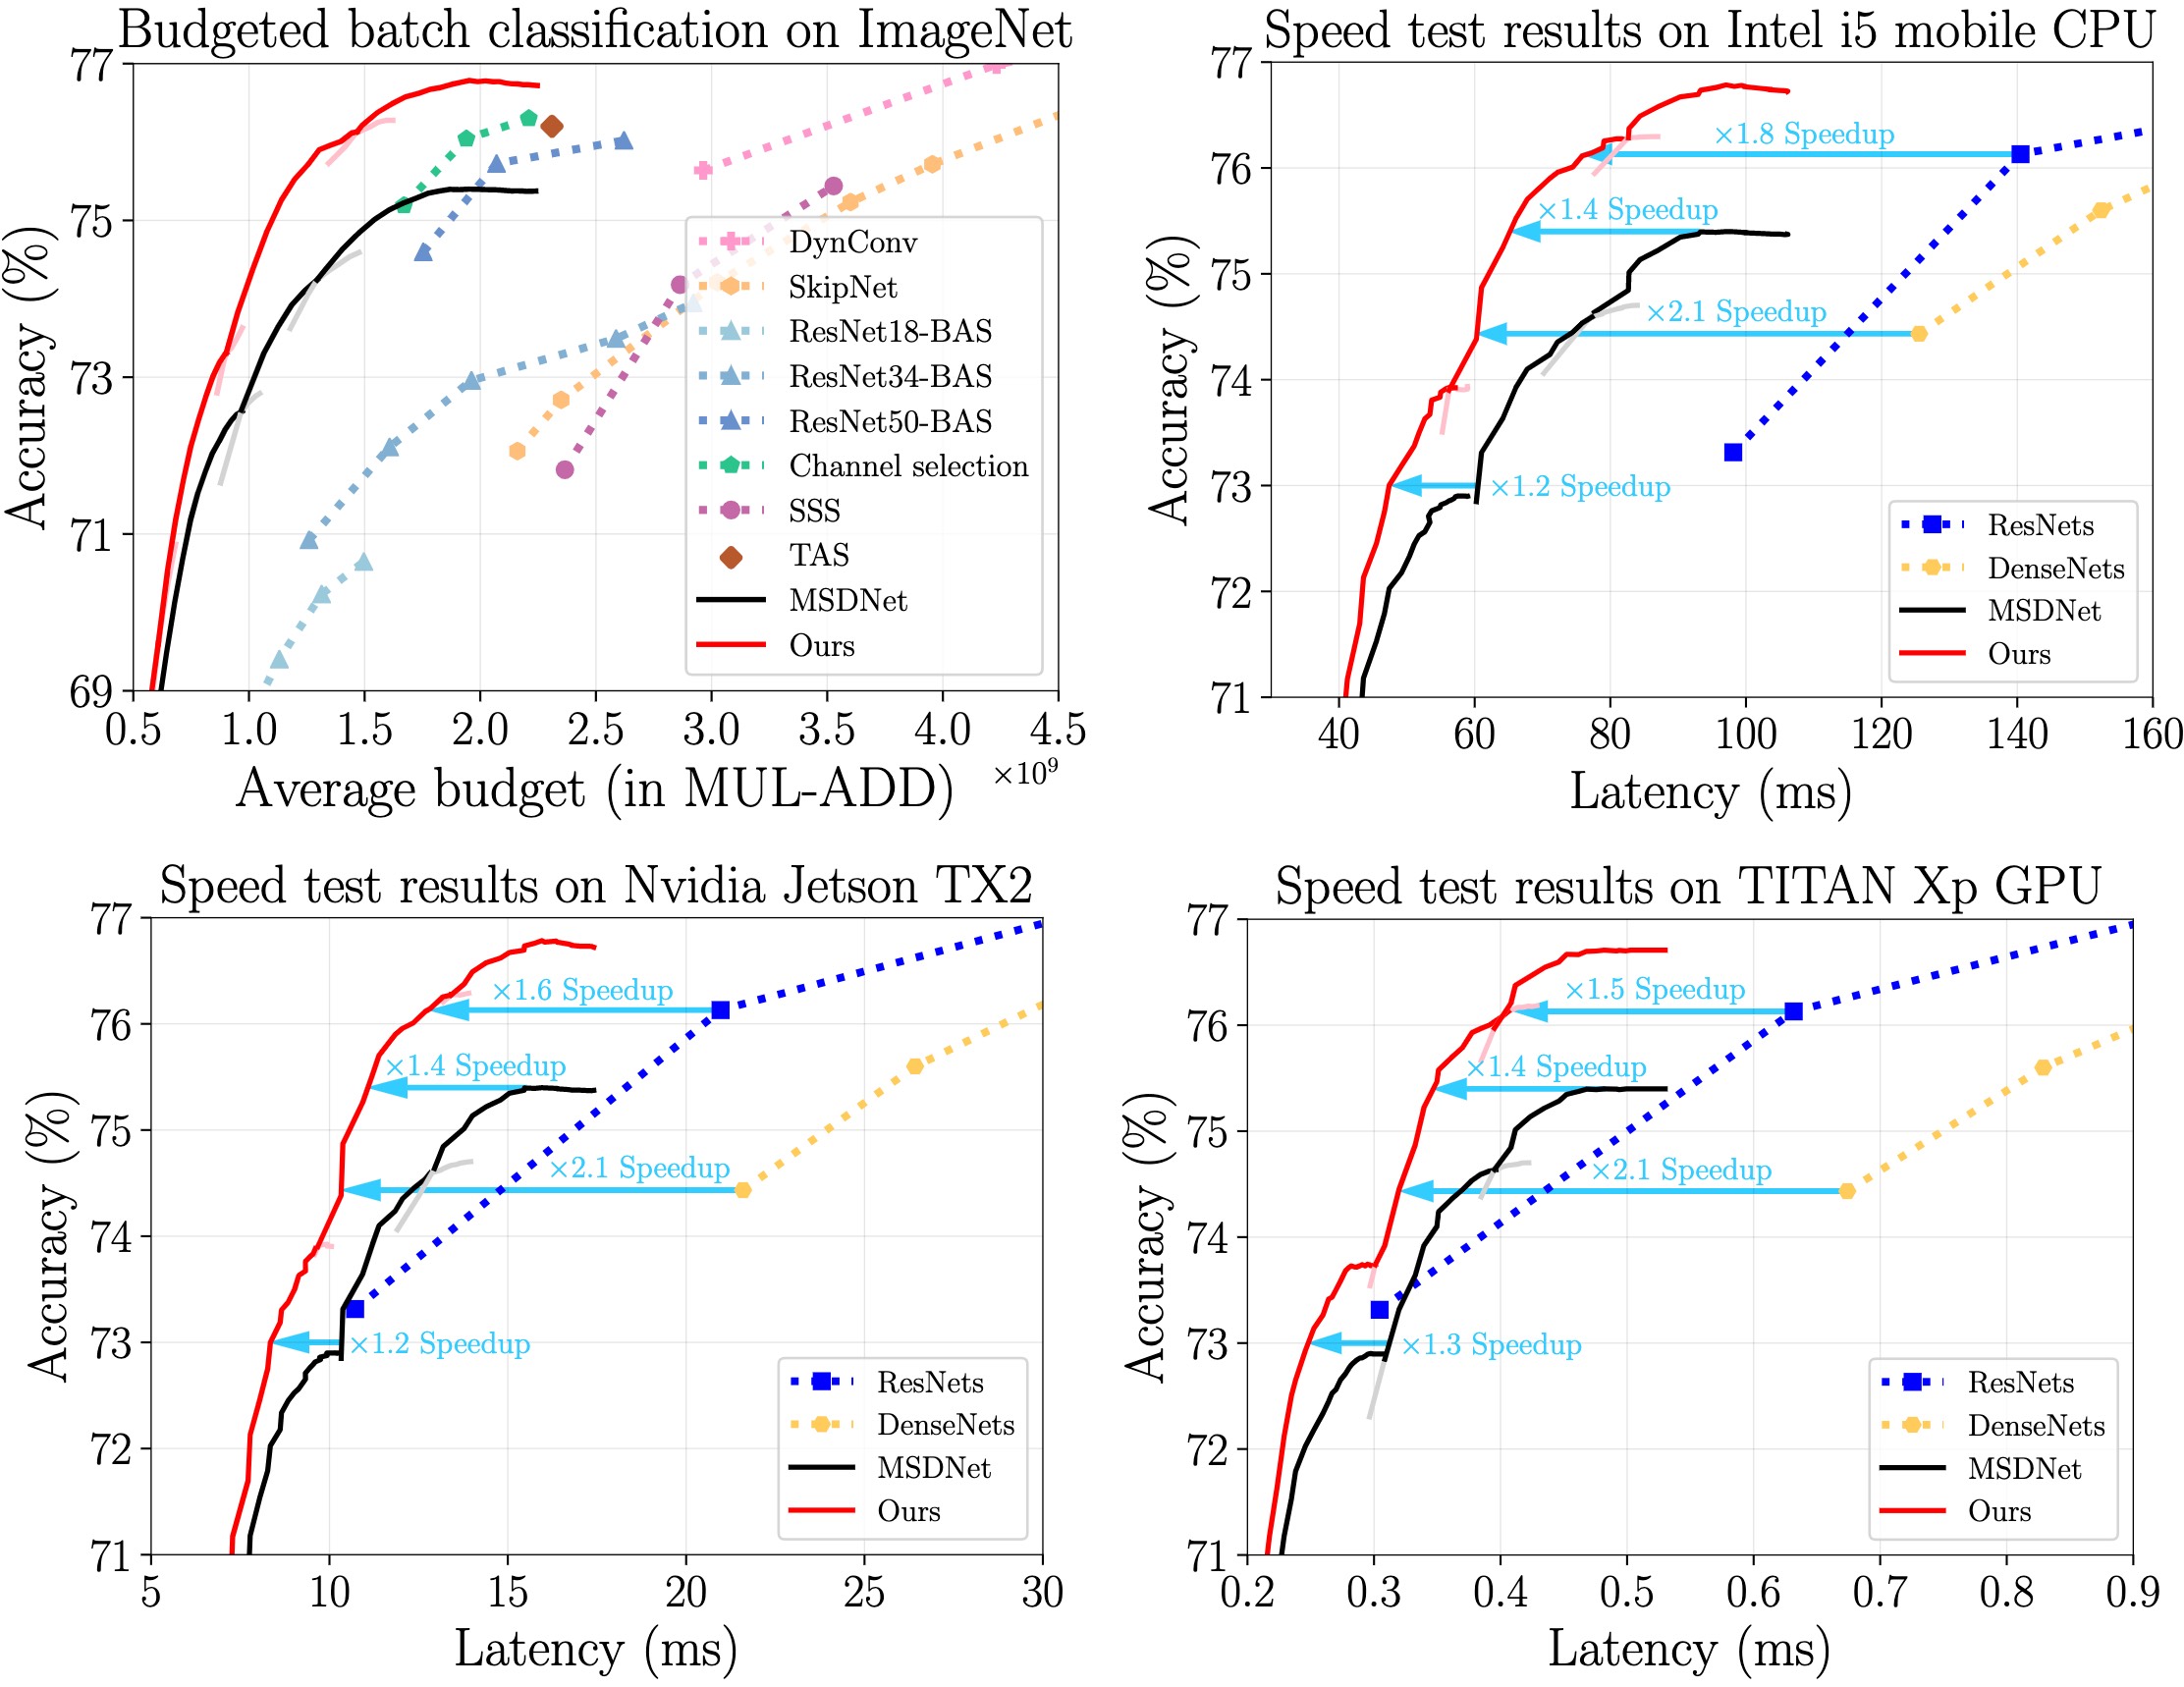 Budgeted batch classification on ImageNet
77
75
73
71
69
Accuracy (%)
DynConv
SkipNet
ResNet18-BAS
ResNet34-BAS
ResNet50-BAS
Channel selection
SSS
TAS
MSDNet
Ours
0.5 1.0 1.5 2.0 2.5 3.0 3.5 4.0 4.5
Average budget (in MUL-ADD) ×10⁹
Speed test results on Intel i5 mobile CPU
77
76
75
74
73
72
71
Accuracy (%)
×1.8 Speedup
×1.4 Speedup
×2.1 Speedup
×1.2 Speedup
ResNets
DenseNets
MSDNet
Ours
40 60 80 100 120 140 160
Latency (ms)
Speed test results on Nvidia Jetson TX2
77
76
75
74
73
72
71
Accuracy (%)
×1.6 Speedup
×1.4 Speedup
×2.1 Speedup
×1.2 Speedup
ResNets
DenseNets
MSDNet
Ours
5 10 15 20 25 30
Latency (ms)
Speed test results on TITAN Xp GPU
77
76
75
74
73
72
71
Accuracy (%)
×1.5 Speedup
×1.4 Speedup
×2.1 Speedup
×1.3 Speedup
ResNets
DenseNets
MSDNet
Ours
0.2 0.3 0.4 0.5 0.6 0.7 0.8 0.9
Latency (ms)